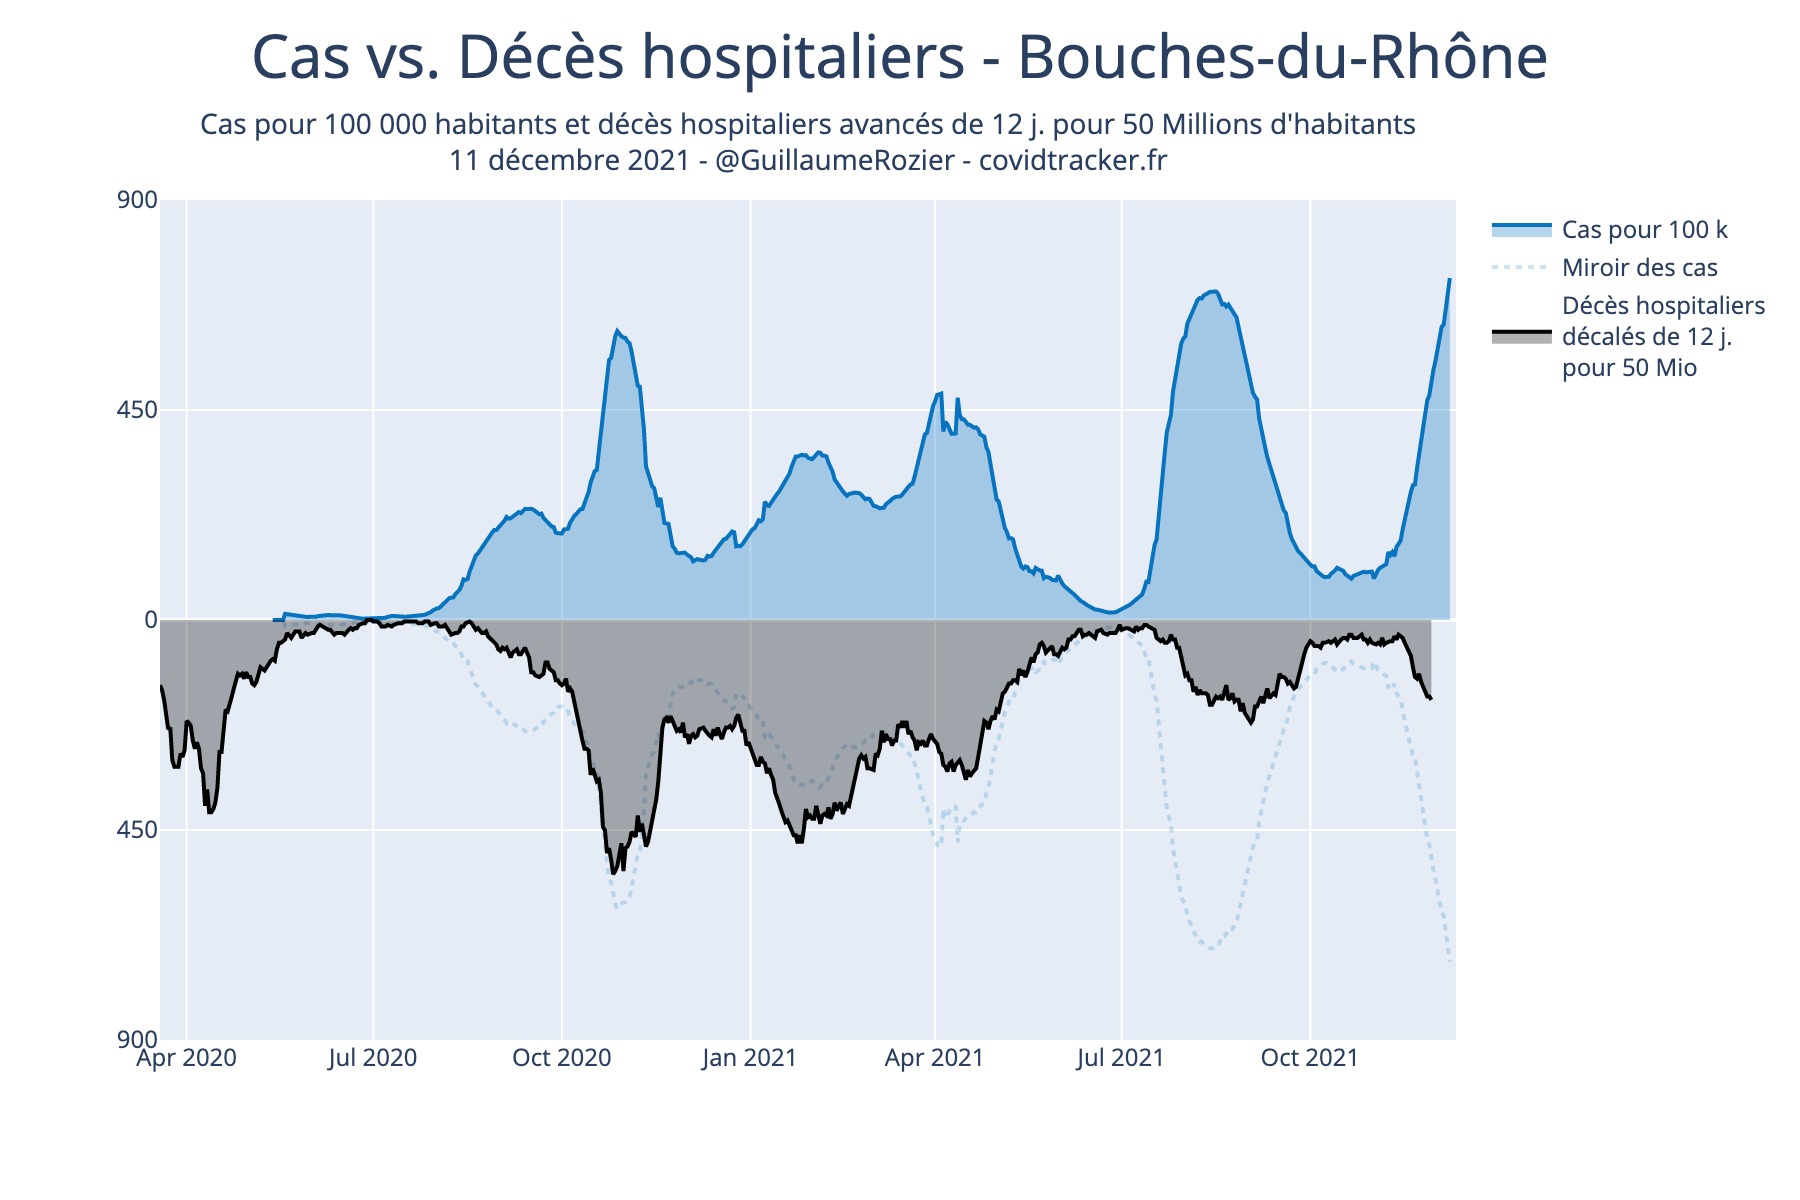 Cas vs. Décès hospitaliers - Bouches-du-Rhône
Cas pour 100 000 habitants et décès hospitaliers avancés de 12 j. pour 50 Millions d'habitants
11 décembre 2021 - @GuillaumeRozier - covidtracker.fr
900
450
0
450
900
Apr 2020
Jul 2020
Oct 2020
Jan 2021
Apr 2021
Jul 2021
Oct 2021
Cas pour 100 k
Miroir des cas
Décès hospitaliers
décalés de 12 j.
pour 50 Mio